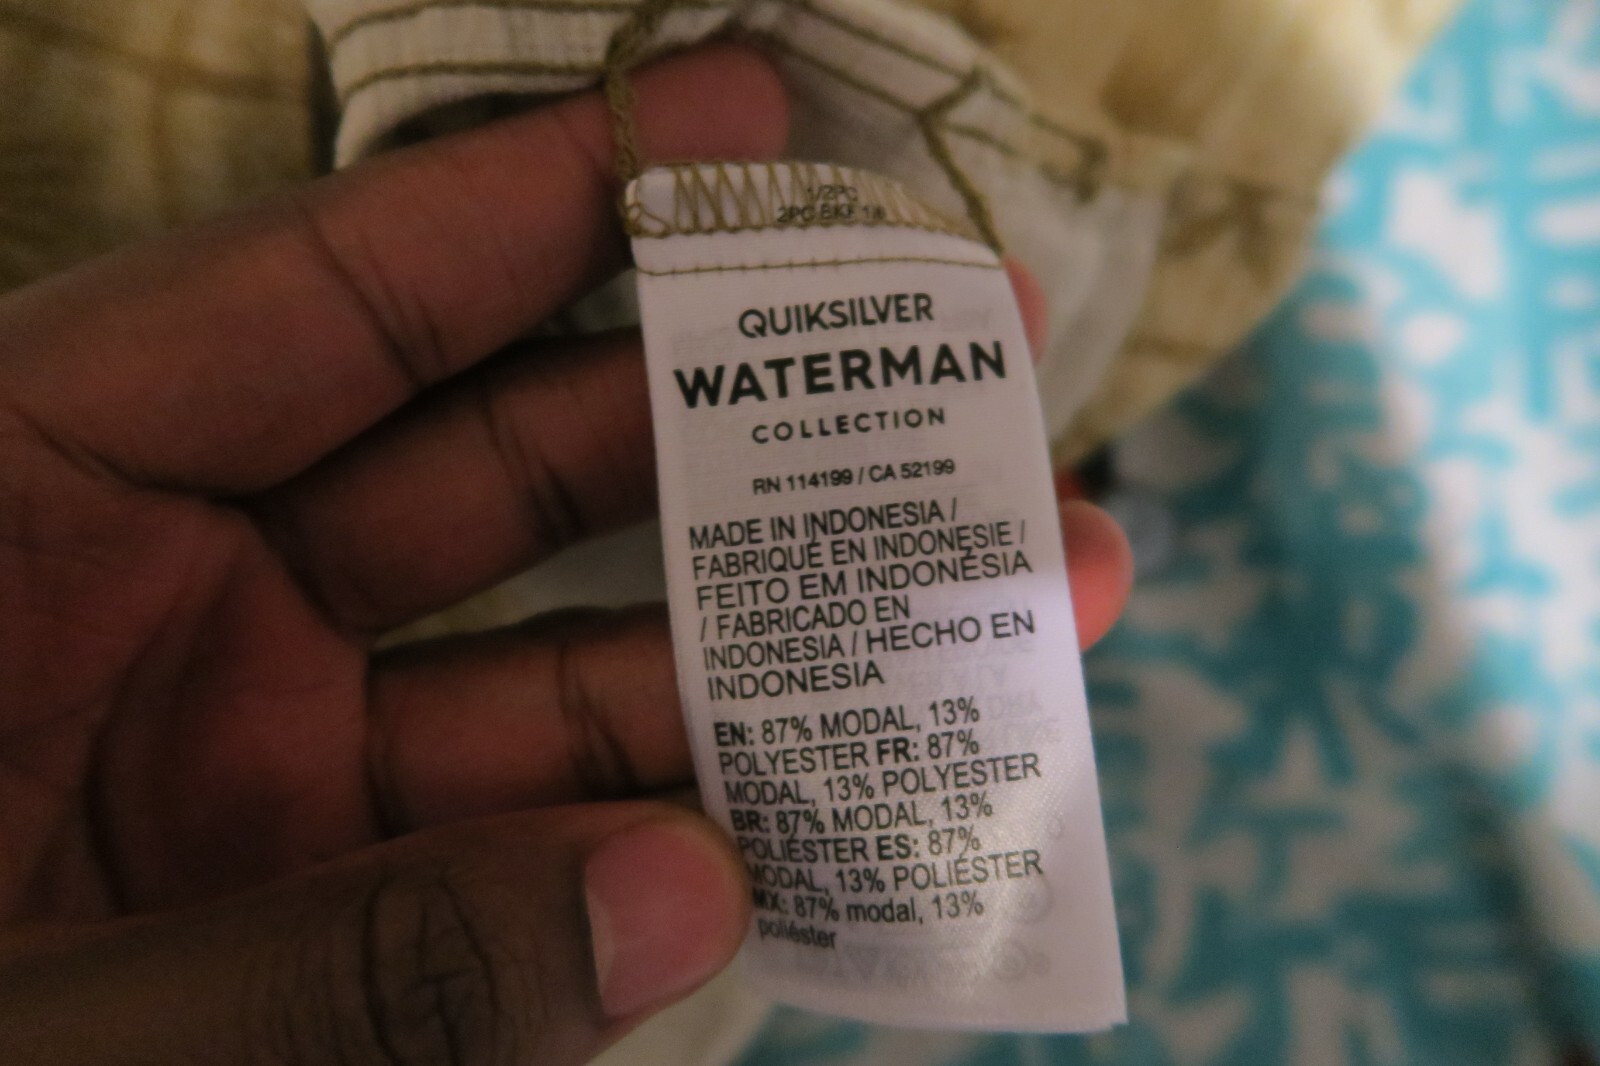 1/2PC
QUIKSILVER
WATERMAN
COLLECTION
RN 114199 / CA 52199
MADE IN INDONESIA /
FABRIQUÉ EN INDONESIE /
FEITO EM INDONÉSIA
/ FABRICADO EN
INDONESIA / HECHO EN
INDONESIA
EN: 87% MODAL, 13%
POLYESTER FR: 87%
MODAL, 13% POLYESTER
BR: 87% MODAL, 13%
POLIÉSTER ES: 87%
MODAL, 13% POLIÉSTER
MX: 87% modal, 13%
poliéster